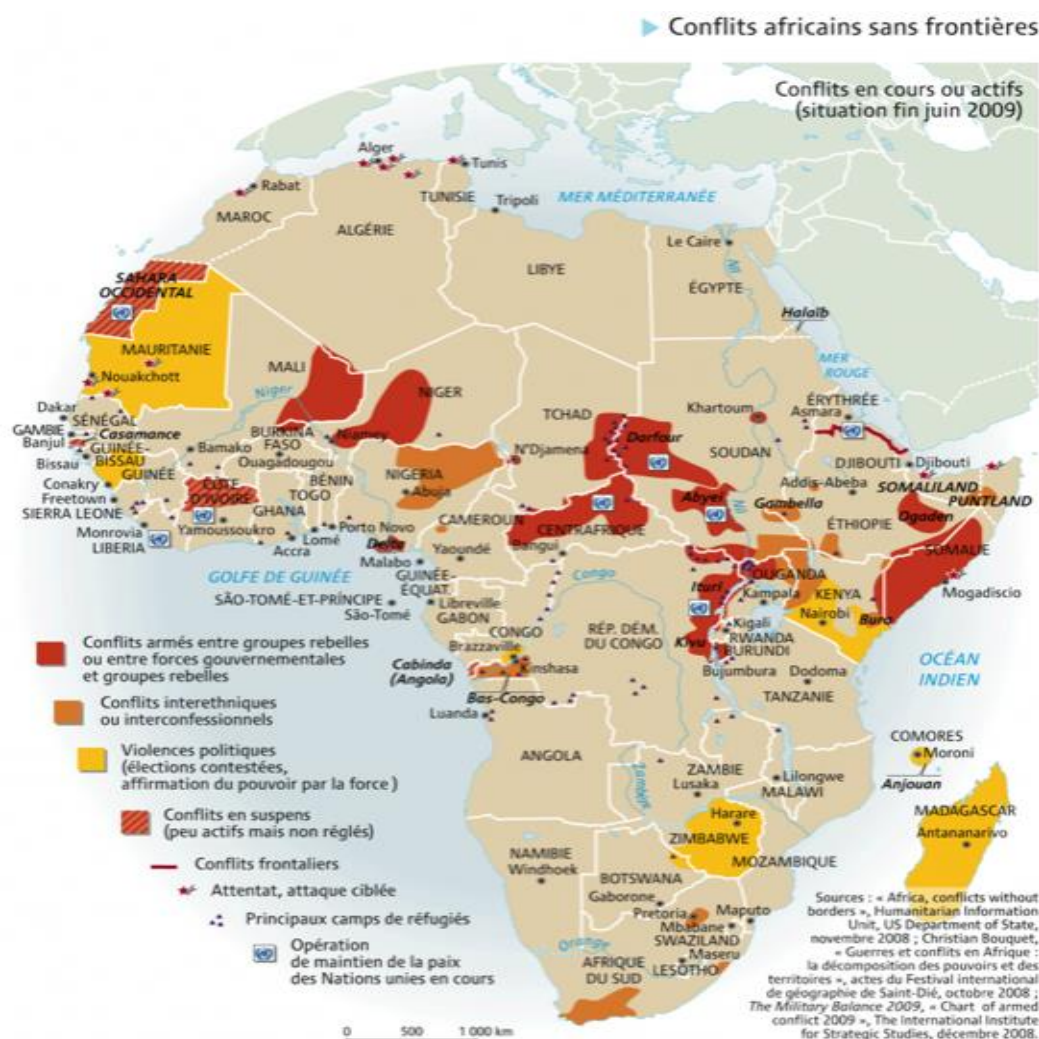 Conflits africains sans frontières
Conflits en cours ou actifs
(situation fin juin 2009)
Alger
Tunis
Rabat
TUNISIE
Tripoli
MER MÉDITERRANÉE
MAROC
ALGÉRIE
Le Caire
LIBYE
Nil
ÉGYPTE
SAHARA
OCCIDENTAL
Halaïb
MAURITANIE
MER
ROUGE
MALI
Nouakchott
Niger
NIGER
Dakar
SÉNÉGAL
TCHAD
Khartoum
ÉRYTHRÉE
Asmara
GAMBIE
Banjul
Casamance
BURKINA
FASO
Niamey
Darfour
Bissau
GUINÉE-
BISSAU
Bamako
N'Djamena
SOUDAN
DJIBOUTI
Djibouti
GUINÉE
Ouagadougou
BÉNIN
NIGERIA
Addis-Abeba
SOMALILAND
Conakry
CÔTE
D'IVOIRE
TOGO
Abuja
Abyei
Nil
Gambella
PUNTLAND
Freetown
SIERRA LEONE
GHANA
CAMEROUN
CENTRAFRIQUE
ÉTHIOPIE
Ogaden
Monrovia
LIBERIA
Yamoussoukro
Porto Novo
Lomé
Accra
Delta
Bangui
SOMALIE
Malabo
Yaoundé
GOLFE DE GUINÉE
GUINÉE-
ÉQUAT.
Congo
Ituri
OUGANDA
Kampala
KENYA
Mogadiscio
SÃO-TOMÉ-ET-PRÍNCIPE
São-Tomé
Libreville
GABON
Nairobi
Bura
CONGO
RÉP. DÉM.
DU CONGO
Kigali
RWANDA
Kivu
BURUNDI
Brazzaville
Kinshasa
Bujumbura
Dodoma
OCÉAN
INDIEN
Cabinda
(Angola)
Bas-Congo
TANZANIE
Luanda
COMORES
Moroni
Anjouan
ANGOLA
ZAMBIE
Lusaka
Lilongwe
MALAWI
Zambèze
MADAGASCAR
Antananarivo
Harare
ZIMBABWE
MOZAMBIQUE
NAMIBIE
Windhoek
BOTSWANA
Gaborone
Pretoria
Maputo
Mbabane
SWAZILAND
Maseru
Orange
AFRIQUE
DU SUD
LESOTHO
Conflits armés entre groupes rebelles
ou entre forces gouvernementales
et groupes rebelles
Conflits interethniques
ou interconfessionnels
Violences politiques
(élections contestées,
affirmation du pouvoir par la force )
Conflits en suspens
(peu actifs mais non réglés)
Conflits frontaliers
Attentat, attaque ciblée
Principaux camps de réfugiés
Opération
de maintien de la paix
des Nations unies en cours
0 500 1 000 km
Sources : « Africa, conflicts without
borders », Humanitarian Information
Unit, US Department of State,
novembre 2008 ; Christian Bouquet,
« Guerres et conflits en Afrique :
la décomposition des pouvoirs et des
territoires », actes du Festival international
de géographie de Saint-Dié, octobre 2008 ;
The Military Balance 2009, « Chart of armed
conflict 2009 », The International Institute
for Strategic Studies, décembre 2008.